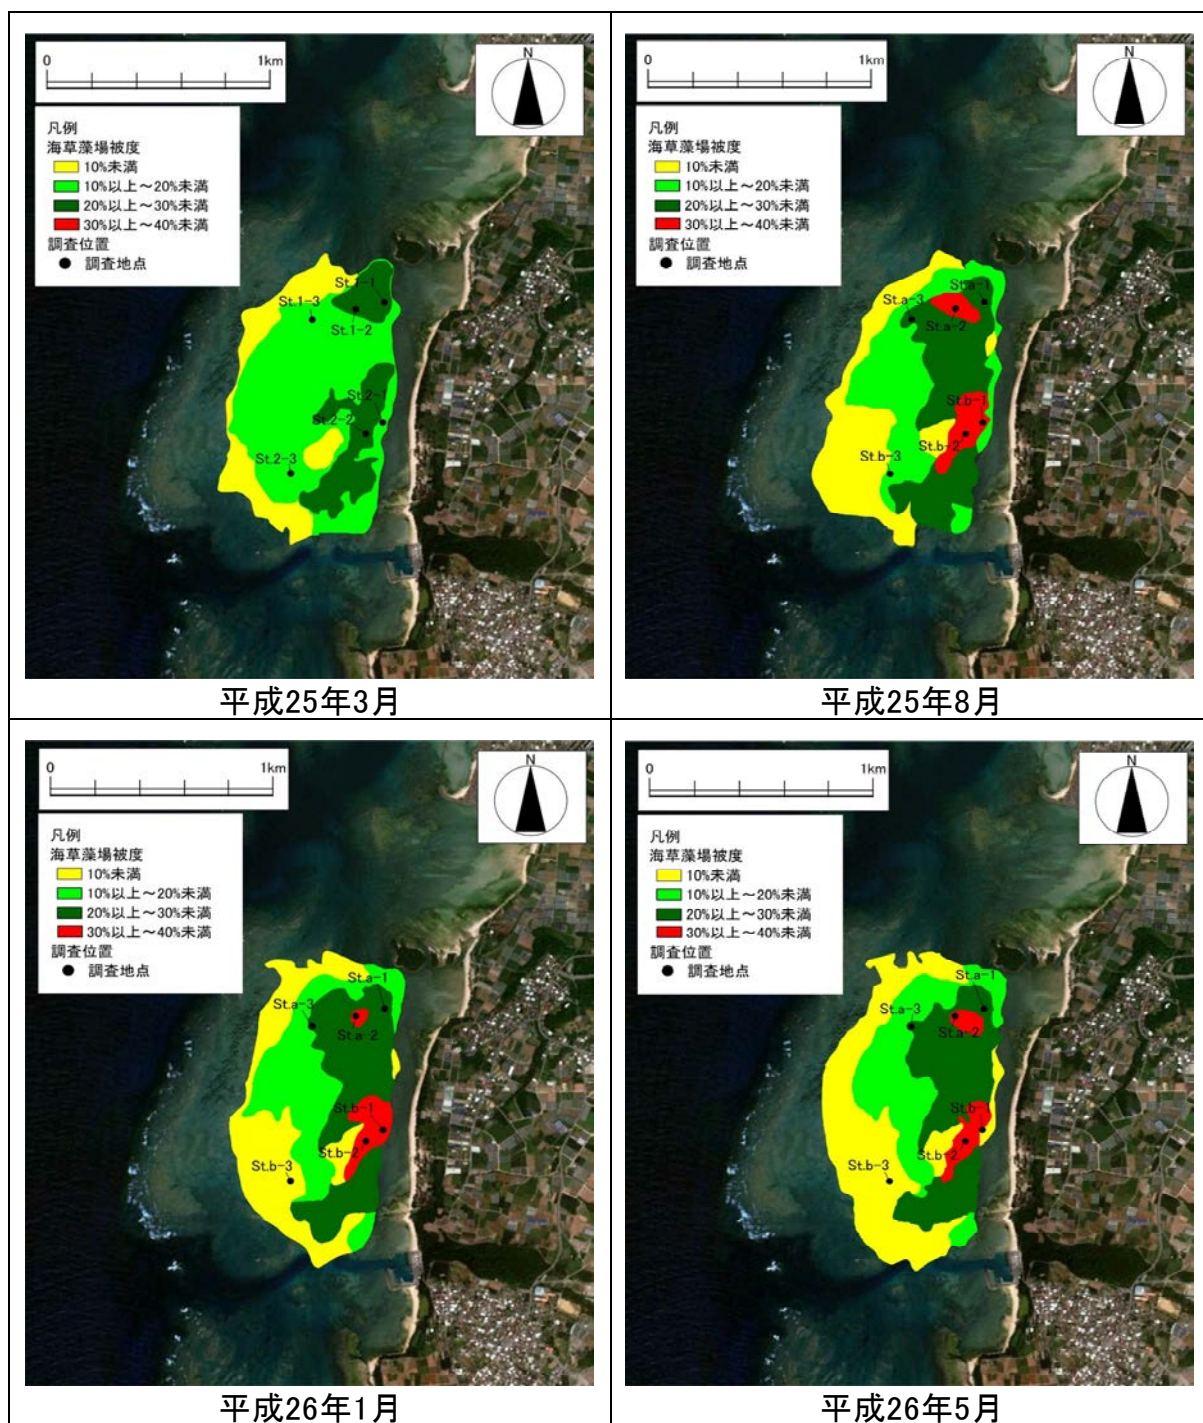 0 1km
N
凡例
海草藻場被度
10%未満
10%以上～20%未満
20%以上～30%未満
30%以上～40%未満
調査位置
調査地点
St.1-1
St.1-3
St.1-2
St.2-1
St.2-2
St.2-3
平成25年3月
0 1km
N
凡例
海草藻場被度
10%未満
10%以上～20%未満
20%以上～30%未満
30%以上～40%未満
調査位置
調査地点
St.a-1
St.a-3
St.a-2
St.b-1
St.b-2
St.b-3
平成25年8月
0 1km
N
凡例
海草藻場被度
10%未満
10%以上～20%未満
20%以上～30%未満
30%以上～40%未満
調査位置
調査地点
St.a-1
St.a-3
St.a-2
St.b-1
St.b-2
St.b-3
平成26年1月
0 1km
N
凡例
海草藻場被度
10%未満
10%以上～20%未満
20%以上～30%未満
30%以上～40%未満
調査位置
調査地点
St.a-1
St.a-3
St.a-2
St.b-1
St.b-2
St.b-3
平成26年5月